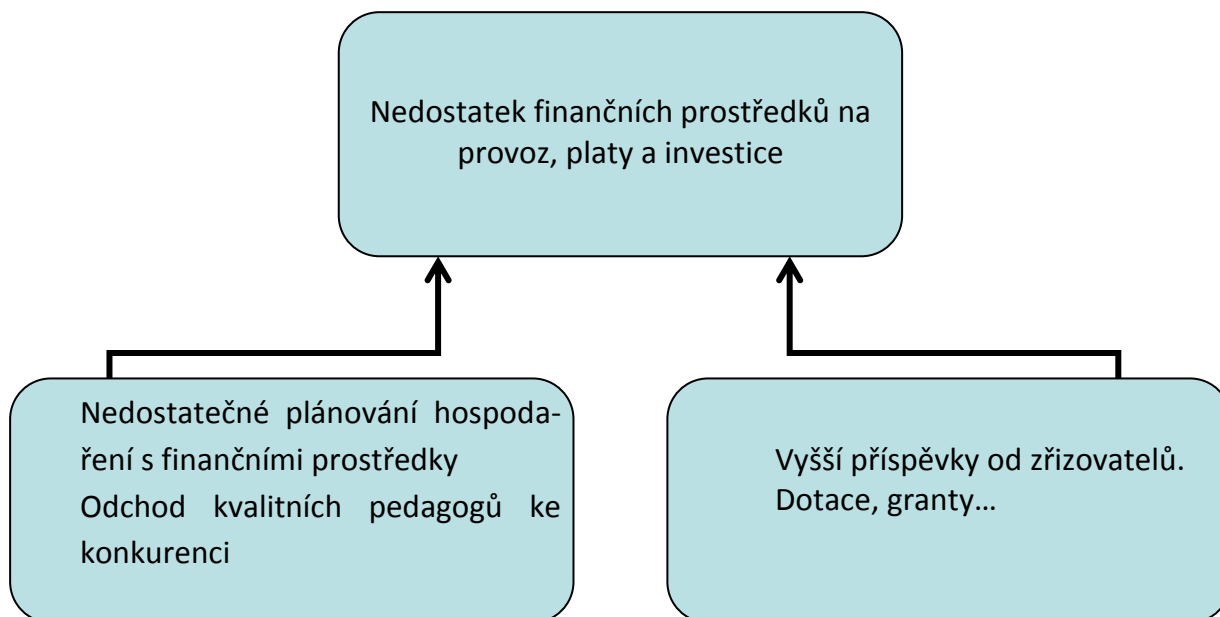 Nedostatek finančních prostředků na
provoz, platy a investice
Nedostatečné plánování hospoda-
ření s finančními prostředky
Odchod kvalitních pedagogů ke
konkurenci
Vyšší příspěvky od zřizovatelů.
Dotace, granty…